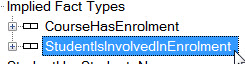 Implied Fact Types
CourseHasEnrolment
StudentIsInvolvedInEnrolment